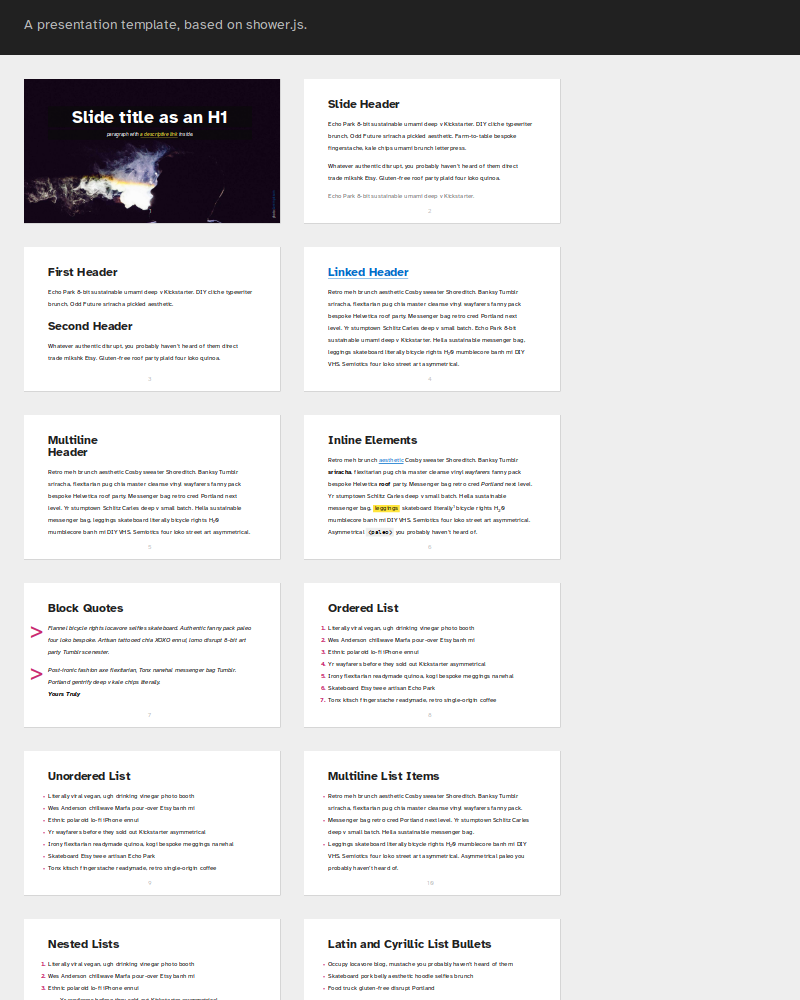 A presentation template, based on shower.js.
Slide title as an H1
paragraph with a descriptive link inside.
Slide Header
Echo Park 8-bit sustainable umami deep v Kickstarter. DIY cliche typewriter
brunch. Odd Future sriracha pickled aesthetic. Farm-to-table bespoke
fingerstache, kale chips umami brunch letterpress.
Whatever authentic disrupt, you probably haven't heard of them direct
trade mlkshk Etsy. Gluten-free roof party plaid four loko quinoa.
Echo Park 8-bit sustainable umami deep v Kickstarter.
2
First Header
Echo Park 8-bit sustainable umami deep v Kickstarter. DIY cliche typewriter
brunch. Odd Future sriracha pickled aesthetic.
Second Header
Whatever authentic disrupt, you probably haven't heard of them direct
trade mlkshk Etsy. Gluten-free roof party plaid four loko quinoa.
3
Linked Header
Retro meh brunch aesthetic Cosby sweater Shoreditch. Banksy Tumblr
sriracha, flexitarian pug chia master cleanse vinyl wayfarers fanny pack
bespoke Helvetica roof party. Messenger bag retro cred Portland next
level. Yr stumptown Schlitz Carles deep v small batch. Echo Park 8-bit
sustainable umami deep v Kickstarter. Hella sustainable messenger bag,
leggings skateboard literally bicycle rights H₂O mumblecore banh mi DIY
VHS. Semiotics four loko street art asymmetrical.
4
Multiline
Header
Retro meh brunch aesthetic Cosby sweater Shoreditch. Banksy Tumblr
sriracha, flexitarian pug chia master cleanse vinyl wayfarers fanny pack
bespoke Helvetica roof party. Messenger bag retro cred Portland next
level. Yr stumptown Schlitz Carles deep v small batch. Hella sustainable
messenger bag, leggings skateboard literally bicycle rights H₂O
mumblecore banh mi DIY VHS. Semiotics four loko street art asymmetrical.
5
Inline Elements
Retro meh brunch aesthetic Cosby sweater Shoreditch. Banksy Tumblr
sriracha, flexitarian pug chia master cleanse vinyl wayfarers fanny pack
bespoke Helvetica roof party. Messenger bag retro cred Portland next level.
Yr stumptown Schlitz Carles deep v small batch. Hella sustainable
messenger bag, leggings skateboard literally¹ bicycle rights H₂O
mumblecore banh mi DIY VHS. Semiotics four loko street art asymmetrical.
Asymmetrical <paleo> you probably haven't heard of.
6
Block Quotes
> Flannel bicycle rights locavore selfies skateboard. Authentic fanny pack paleo
four loko bespoke. Artisan tattooed chia XOXO ennui, lomo disrupt 8-bit art
party Tumblr scenester.
> Post-ironic fashion axe flexitarian, Tonx narwhal messenger bag Tumblr.
Portland gentrify deep v kale chips literally.
Yours Truly
7
Ordered List
1. Literally viral vegan, ugh drinking vinegar photo booth
2. Wes Anderson chillwave Marfa pour-over Etsy banh mi
3. Ethnic polaroid lo-fi iPhone ennui
4. Yr wayfarers before they sold out Kickstarter asymmetrical
5. Irony flexitarian readymade quinoa, kogi bespoke meggings narwhal
6. Skateboard Etsy twee artisan Echo Park
7. Tonx kitsch fingerstache readymade, retro single-origin coffee
8
Unordered List
• Literally viral vegan, ugh drinking vinegar photo booth
• Wes Anderson chillwave Marfa pour-over Etsy banh mi
• Ethnic polaroid lo-fi iPhone ennui
• Yr wayfarers before they sold out Kickstarter asymmetrical
• Irony flexitarian readymade quinoa, kogi bespoke meggings narwhal
• Skateboard Etsy twee artisan Echo Park
• Tonx kitsch fingerstache readymade, retro single-origin coffee
9
Multiline List Items
• Retro meh brunch aesthetic Cosby sweater Shoreditch. Banksy Tumblr
sriracha, flexitarian pug chia master cleanse vinyl wayfarers fanny pack.
• Messenger bag retro cred Portland next level. Yr stumptown Schlitz Carles
deep v small batch. Hella sustainable messenger bag.
• Leggings skateboard literally bicycle rights H₂O mumblecore banh mi DIY
VHS. Semiotics four loko street art asymmetrical. Asymmetrical paleo you
probably haven't heard of.
10
Nested Lists
1. Literally viral vegan, ugh drinking vinegar photo booth
2. Wes Anderson chillwave Marfa pour-over Etsy banh mi
3. Ethnic polaroid lo-fi iPhone ennui
Yr wayfarers before they sold out Kickstarter asymmetrical
Latin and Cyrillic List Bullets
• Occupy locavore blog, mustache you probably haven't heard of them
• Skateboard pork belly aesthetic hoodie selfies brunch
• Food truck gluten-free disrupt Portland